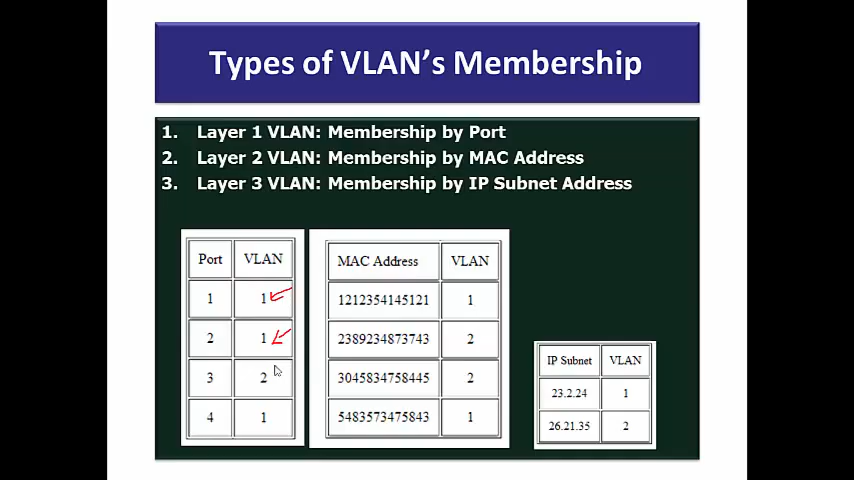 Types of VLAN's Membership
1. Layer 1 VLAN: Membership by Port
2. Layer 2 VLAN: Membership by MAC Address
3. Layer 3 VLAN: Membership by IP Subnet Address
Port VLAN
1 1
2 1
3 2
4 1
MAC Address VLAN
1212354145121 1
2389234873743 2
3045834758445 2
5483573475843 1
IP Subnet VLAN
23.2.24 1
26.21.35 2